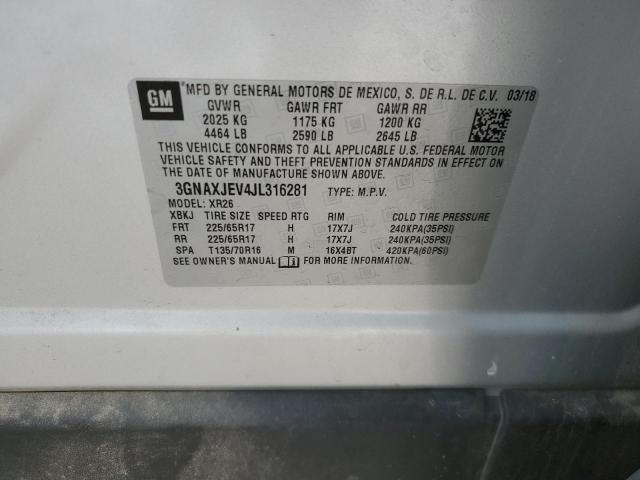 GM
MFD BY GENERAL MOTORS DE MEXICO, S. DE R.L. DE C.V. 03/18
GVWR GAWR FRT GAWR RR
2025 KG 1175 KG 1200 KG
4464 LB 2590 LB 2645 LB
THIS VEHICLE CONFORMS TO ALL APPLICABLE U.S. FEDERAL MOTOR
VEHICLE SAFETY AND THEFT PREVENTION STANDARDS IN EFFECT ON
THE DATE OF MANUFACTURE SHOWN ABOVE.
3GNAXJEV4JL316281 TYPE: M.P.V.
MODEL: XR26
XBKJ TIRE SIZE SPEED RTG RIM COLD TIRE PRESSURE
FRT 225/65R17 H 17X7J 240KPA(35PSI)
RR 225/65R17 H 17X7J 240KPA(35PSI)
SPA T135/70R16 M 16X4BT 420KPA(60PSI)
SEE OWNER'S MANUAL FOR MORE INFORMATION.